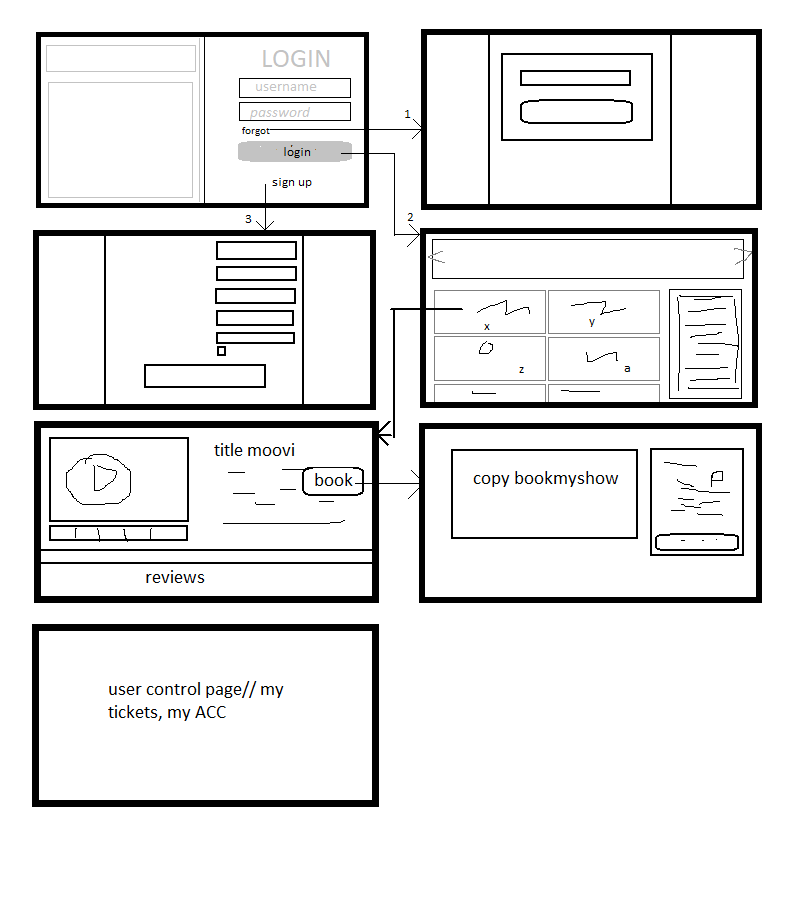 LOGIN
username
password
forgot
login
sign up
1
2
3
x
y
z
a
title moovi
book
reviews
copy bookmyshow
user control page// my
tickets, my ACC